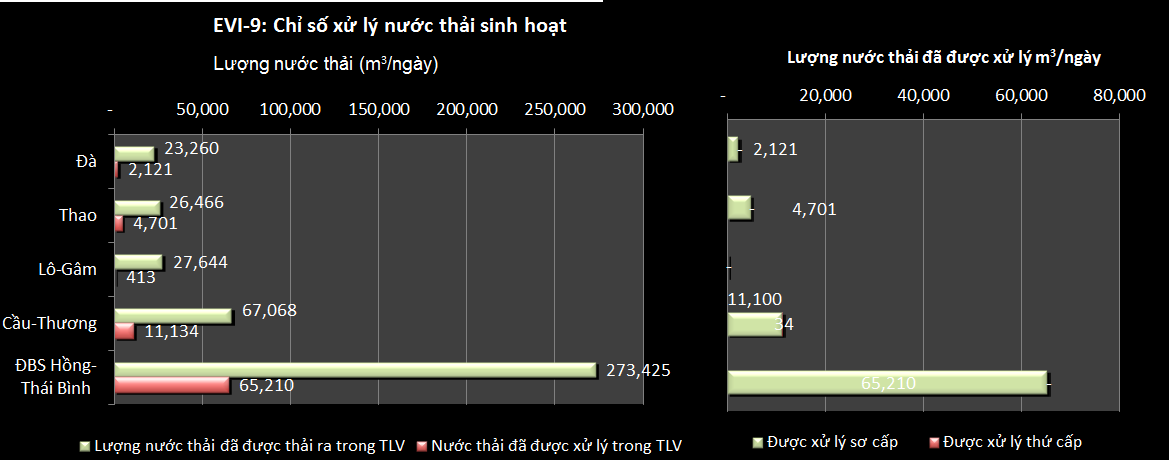 EVI-9: Chỉ số xử lý nước thải sinh hoạt
Lượng nước thải (m³/ngày)
- 50,000 100,000 150,000 200,000 250,000 300,000
Đà
23,260
2,121
Thao
26,466
4,701
Lô-Gâm
27,644
413
Cầu-Thương
67,068
11,134
ĐBS Hồng-
Thái Bình
273,425
65,210
Lượng nước thải đã được thải ra trong TLV Nước thải đã được xử lý trong TLV
Lượng nước thải đã được xử lý m³/ngày
- 20,000 40,000 60,000 80,000
2,121
4,701
11,100
34
65,210
Được xử lý sơ cấp Được xử lý thứ cấp